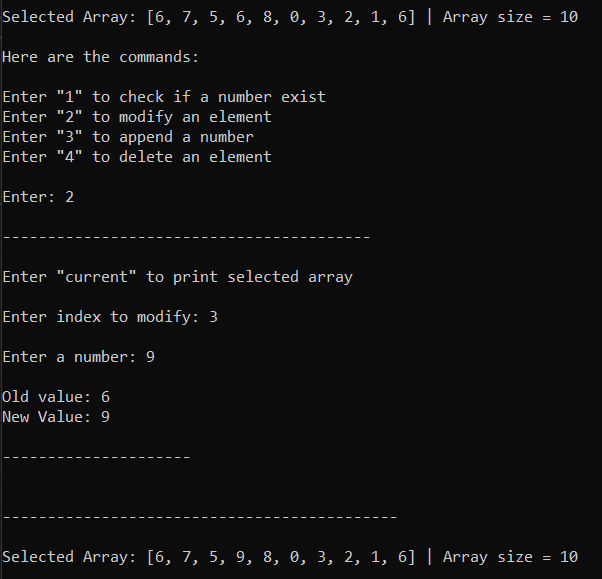 Selected Array: [6, 7, 5, 6, 8, 0, 3, 2, 1, 6] | Array size = 10
Here are the commands:
Enter "1" to check if a number exist
Enter "2" to modify an element
Enter "3" to append a number
Enter "4" to delete an element
Enter: 2
-----------------------------------------
Enter "current" to print selected array
Enter index to modify: 3
Enter a number: 9
Old value: 6
New Value: 9
---------------------
--------------------------------------------
Selected Array: [6, 7, 5, 9, 8, 0, 3, 2, 1, 6] | Array size = 10